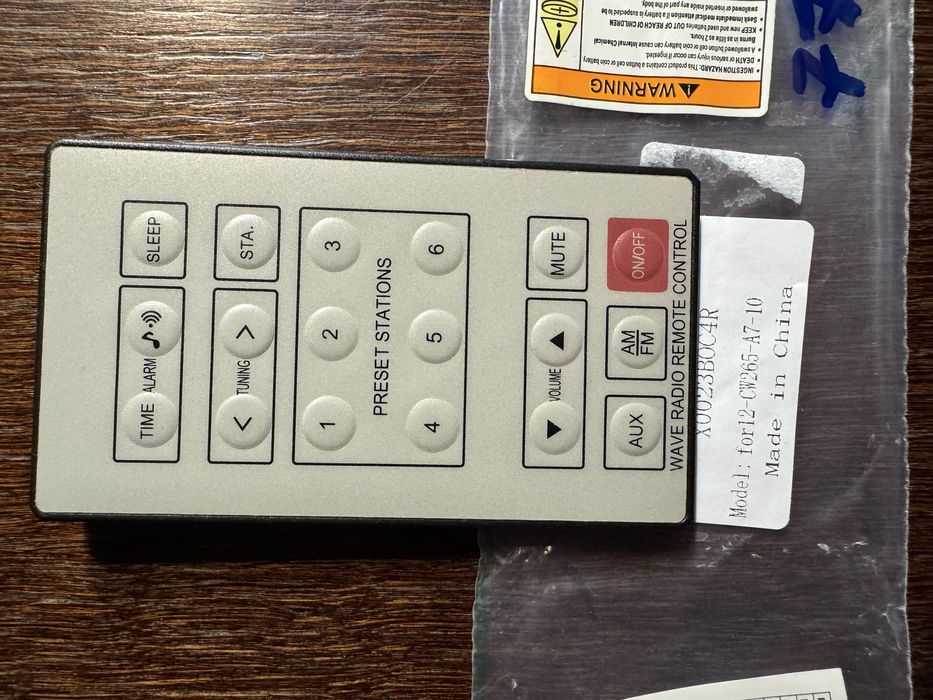 TIME ALARM SLEEP
< TUNING > STA.
1 2 3
PRESET STATIONS
4 5 6
▼ VOLUME ▲ MUTE
AUX AM/FM ON/OFF
WAVE RADIO REMOTE CONTROL
X0023B0C4R
Model: for12-CW265-A7-10
Made in China
WARNING
• INGESTION HAZARD: This product contains a button cell or coin battery
• DEATH or serious injury can occur if ingested.
• A swallowed button cell or coin battery can cause Internal Chemical
Burns in as little as 2 hours.
• KEEP new and used batteries OUT OF REACH OF CHILDREN
• Seek immediate medical attention if a battery is suspected to be
swallowed or inserted inside any part of